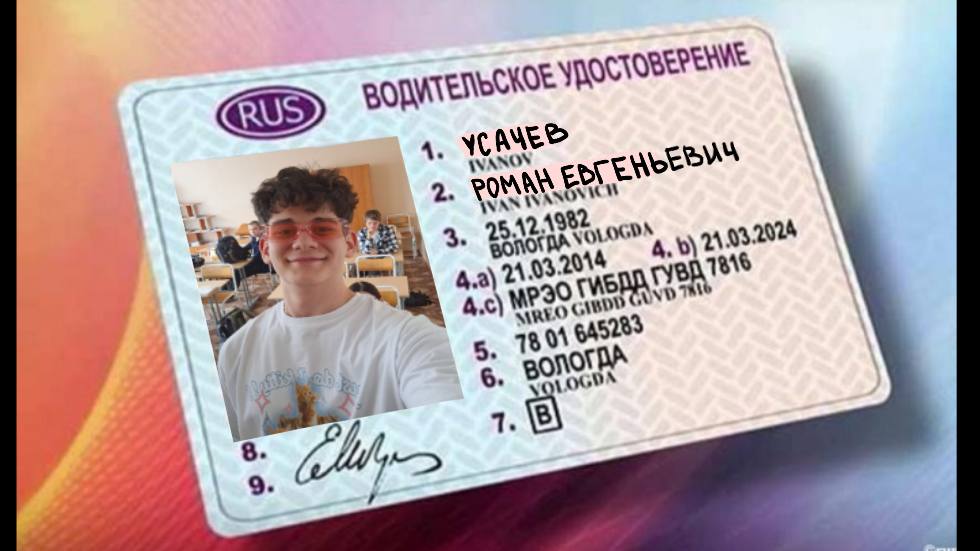 RUS
ВОДИТЕЛЬСКОЕ УДОСТОВЕРЕНИЕ
1. УСАЧЕВ
IVANOV
2. РОМАН ЕВГЕНЬЕВИЧ
IVAN IVANOVICH
3. 25.12.1982
ВОЛОГДА VOLOGDA
4.a) 21.03.2014 4. b) 21.03.2024
4.c) МРЭО ГИБДД ГУВД 7816
MREO GIBDD GUVD 7816
5. 78 01 645283
6. ВОЛОГДА
VOLOGDA
7. B
8.
9.